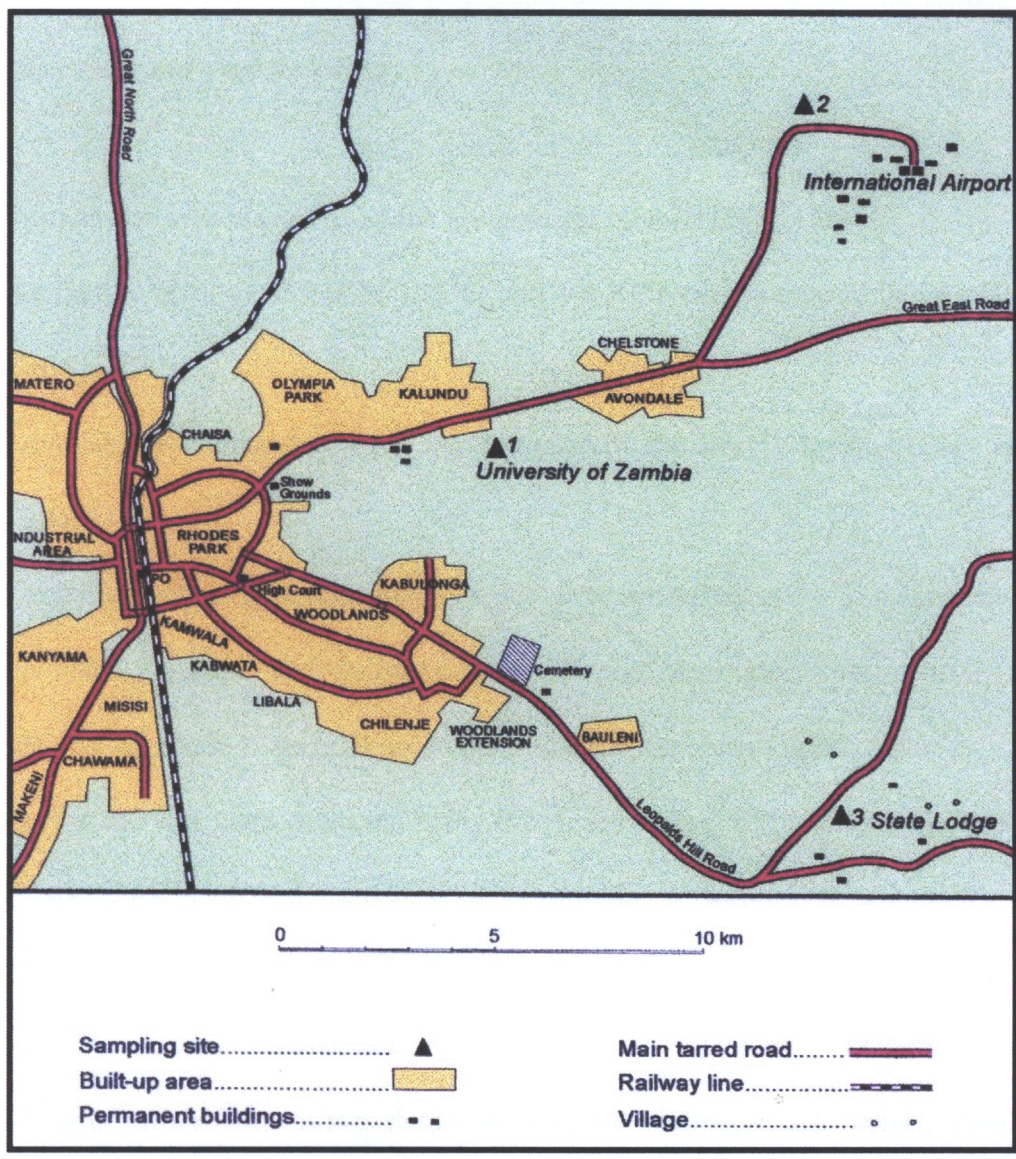 Great North Road
2
International Airport
Great East Road
CHELSTONE
MATERO
OLYMPIA
PARK
KALUNDU
AVONDALE
CHAISA
1
University of Zambia
Show
Grounds
NDUSTRIAL
AREA
RHODES
PARK
PO
High Court
KABULONGA
WOODLANDS
KAMWALA
KANYAMA
KABWATA
Cemetery
MISISI
LIBALA
CHILENJE
WOODLANDS
EXTENSION
BAULENI
CHAWAMA
MAKENI
Leopalds Hill Road
3 State Lodge
0 5 10 km
Sampling site
Main tarred road
Built-up area
Railway line
Permanent buildings
Village